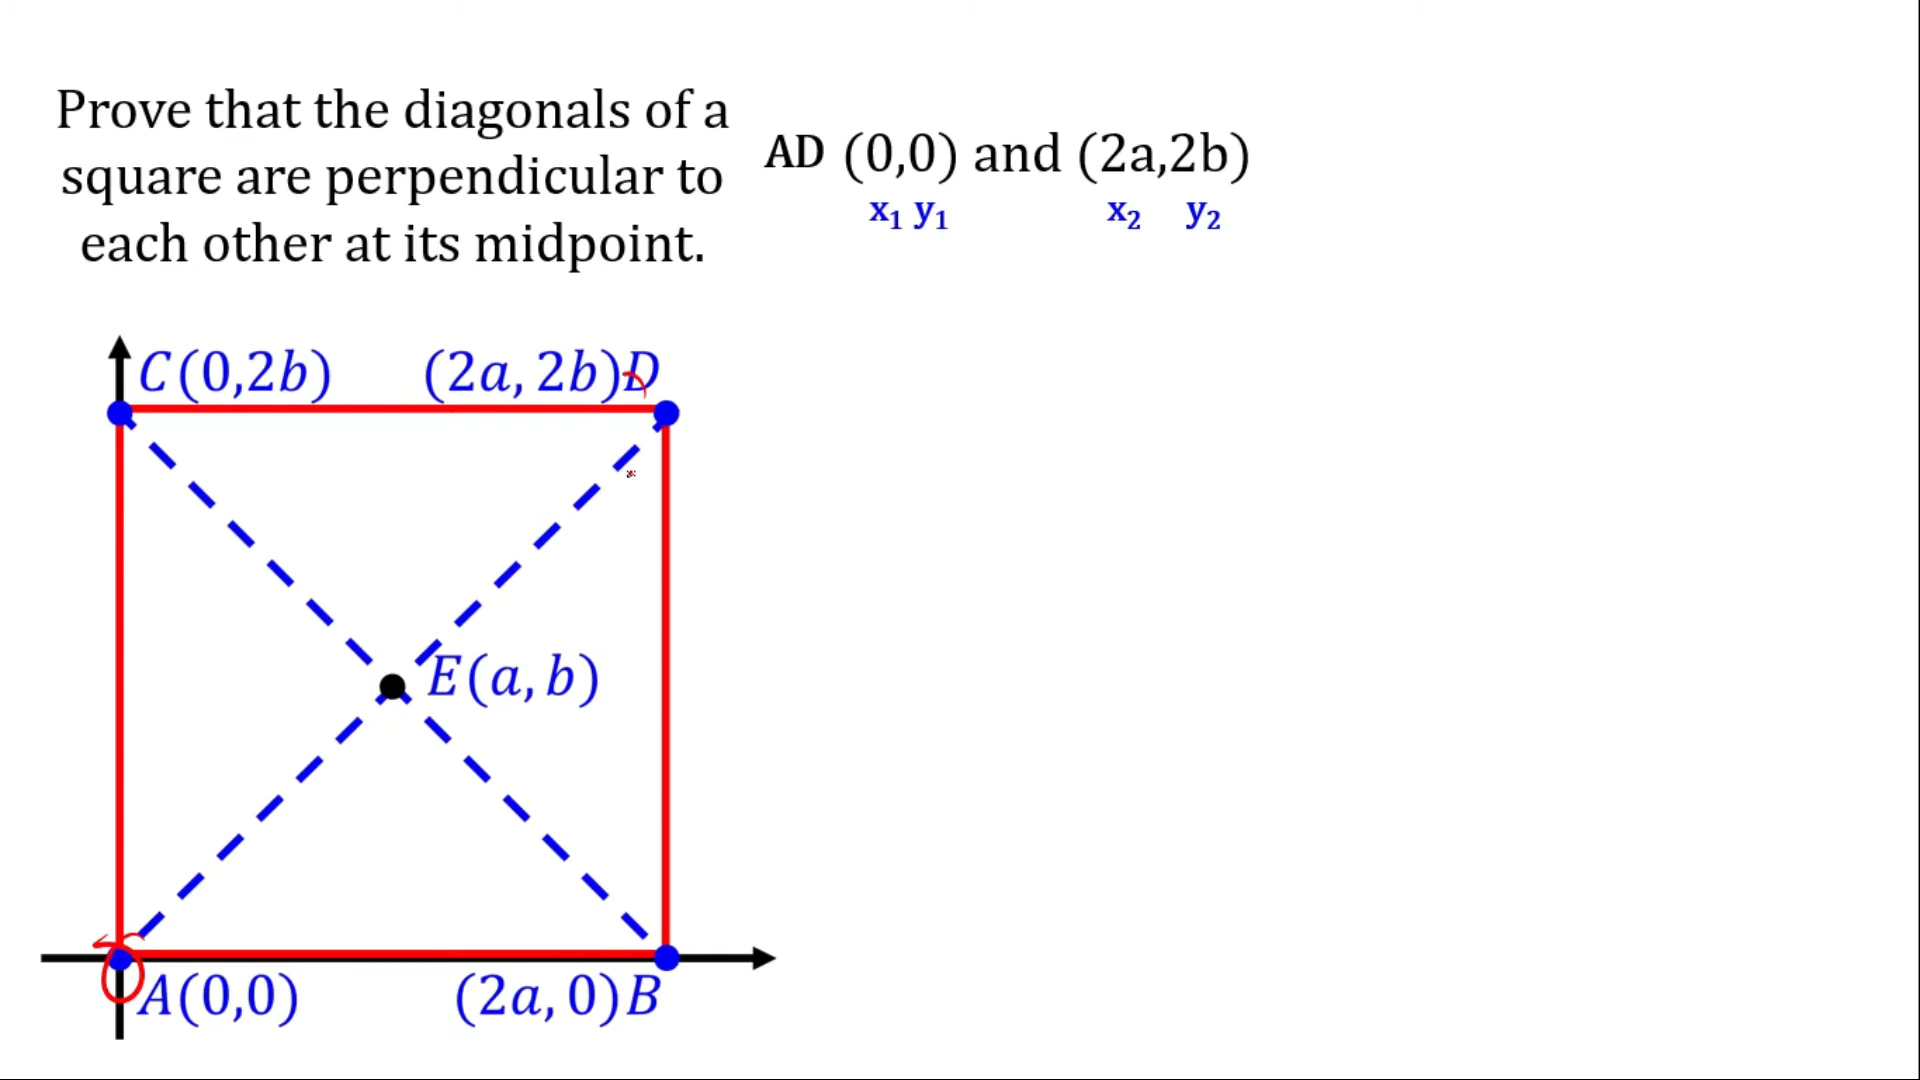 Prove that the diagonals of a
square are perpendicular to
each other at its midpoint.
AD (0,0) and (2a,2b)
x₁ y₁ x₂ y₂
C(0,2b) (2a, 2b)D
E(a, b)
A(0,0) (2a, 0)B